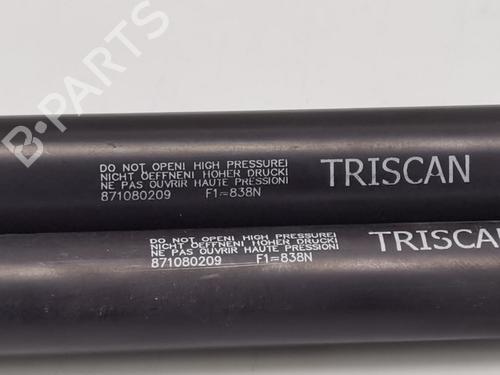 B-PARTS
DO NOT OPEN! HIGH PRESSURE!
NICHT OEFFNEN! HOHER DRUCK!
NE PAS OUVRIR HAUTE PRESSION!
871080209 F1=838N
TRISCAN
DO NOT OPEN! HIGH PRESSURE!
NICHT OEFFNEN! HOHER DRUCK!
NE PAS OUVRIR HAUTE PRESSION!
871080209 F1=838N
TRISCAN